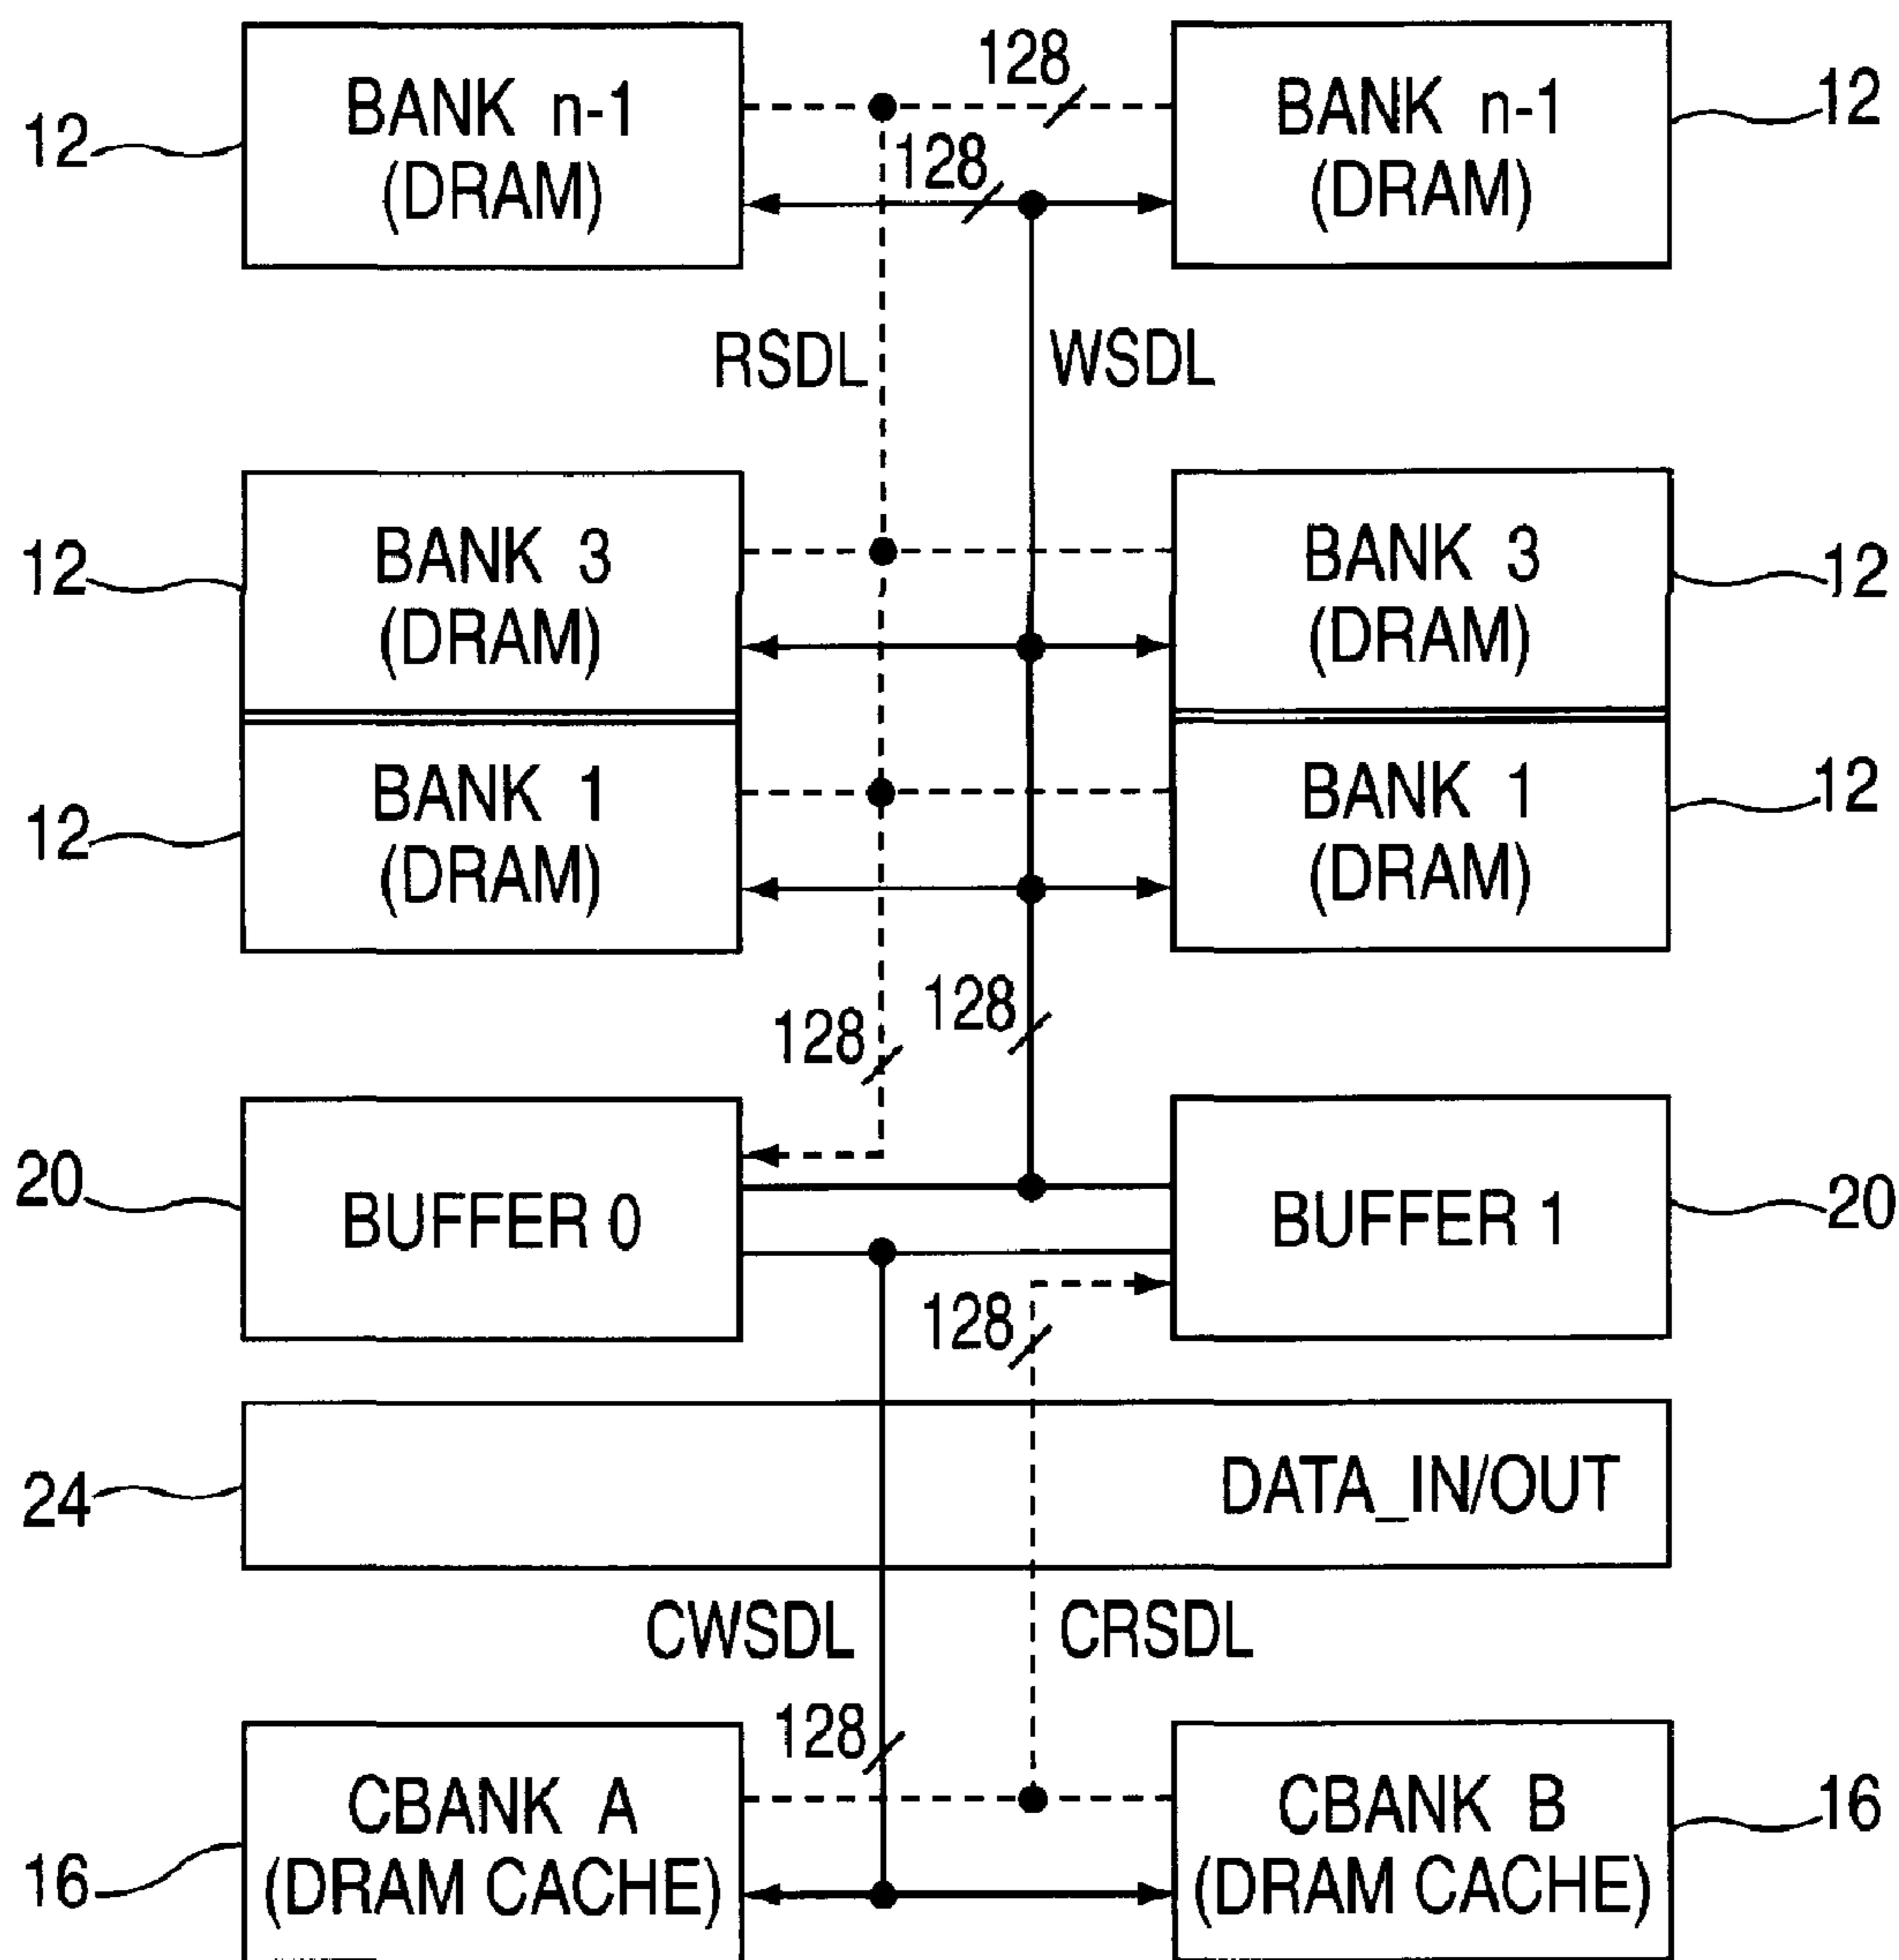 128
BANK n-1
(DRAM)
BANK n-1
(DRAM)
12
12
128
RSDL
WSDL
BANK 3
(DRAM)
BANK 3
(DRAM)
12
12
BANK 1
(DRAM)
BANK 1
(DRAM)
12
12
128
128
20
BUFFER 0
BUFFER 1
20
128
24
DATA_IN/OUT
CWSDL
CRSDL
128
CBANK A
(DRAM CACHE)
CBANK B
(DRAM CACHE)
16
16